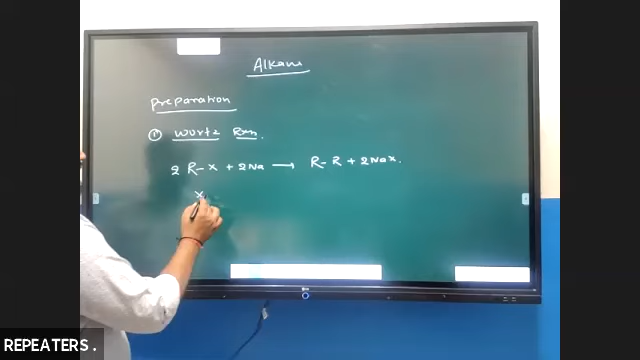 Alkane
Preparation
① Wurtz Rxn.
2 R-X + 2Na → R-R + 2Nax.
X
REPEATERS.